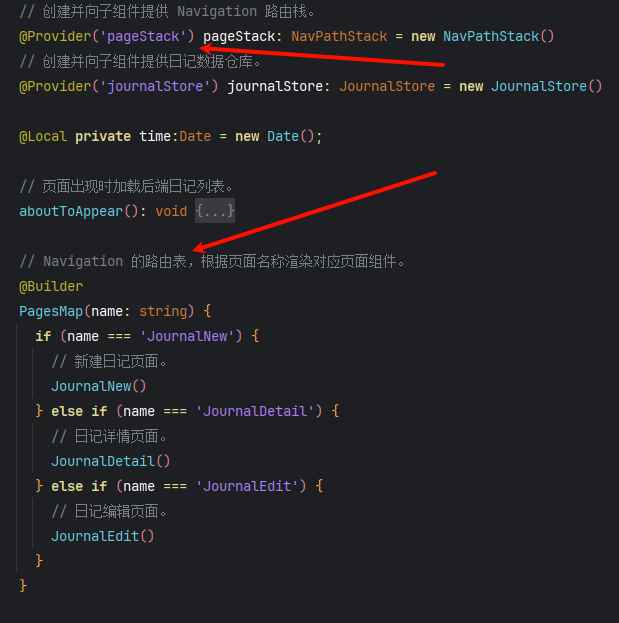 // 创建并向子组件提供 Navigation 路由栈。
@Provider('pageStack') pageStack: NavPathStack = new NavPathStack()
// 创建并向子组件提供日记数据仓库。
@Provider('journalStore') journalStore: JournalStore = new JournalStore()
@Local private time:Date = new Date();
// 页面出现时加载后端日记列表。
aboutToAppear(): void {...}
// Navigation 的路由表，根据页面名称渲染对应页面组件。
@Builder
PagesMap(name: string) {
if (name === 'JournalNew') {
// 新建日记页面。
JournalNew()
} else if (name === 'JournalDetail') {
// 日记详情页面。
JournalDetail()
} else if (name === 'JournalEdit') {
// 日记编辑页面。
JournalEdit()
}
}